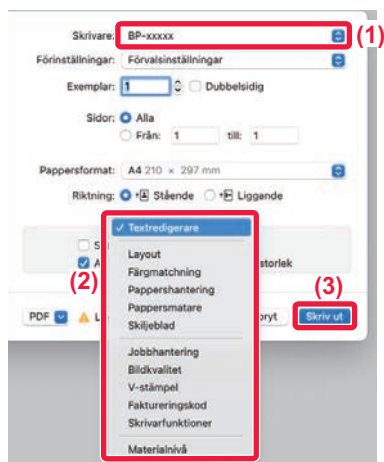 Skrivare: BP-xxxxx (1)
Förinställningar: Förvalsinställningar
Exemplar: 1 Dubbelsidig
Sidor: Alla
Från: 1 till: 1
Pappersformat: A4 210 × 297 mm
Riktning: Stående Liggande
✓ Textredigerare
Layout
Färgmatchning storlek
(2) Pappershantering (3)
Pappersmatare
PDF Skiljeblad Skriv ut
Jobbhantering
Bildkvalitet
V-stämpel
Faktureringskod
Skrivarfunktioner
Materialnivå